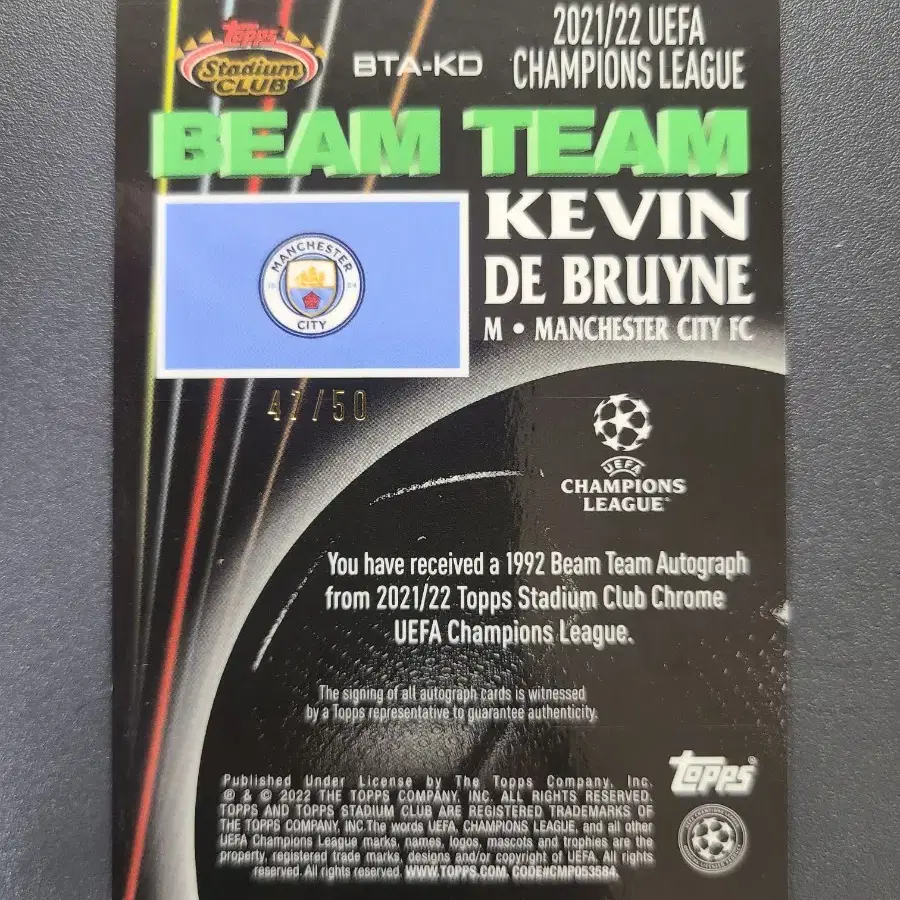 Topps
Stadium
CLUB
BTA-KD
2021/22 UEFA
CHAMPIONS LEAGUE
BEAM TEAM
KEVIN
DE BRUYNE
M • MANCHESTER CITY FC
MANCHESTER
18 94
CITY
/50
UEFA
CHAMPIONS
LEAGUE®
You have received a 1992 Beam Team Autograph
from 2021/22 Topps Stadium Club Chrome
UEFA Champions League.
The signing of all autograph cards is witnessed
by a Topps representative to guarantee authenticity.
topps®
Published Under License by The Topps Company, Inc.
® & © 2022 THE TOPPS COMPANY, INC. ALL RIGHTS RESERVED.
TOPPS AND TOPPS STADIUM CLUB ARE REGISTERED TRADEMARKS OF
THE TOPPS COMPANY, INC.The words UEFA, CHAMPIONS LEAGUE, and all other
UEFA Champions League marks, names, logos, mascots and trophies are the
property, registered trade marks, designs and/or copyright of UEFA. All rights
reserved. All rights reserved. WWW.TOPPS.COM. CODE#CMP053584.